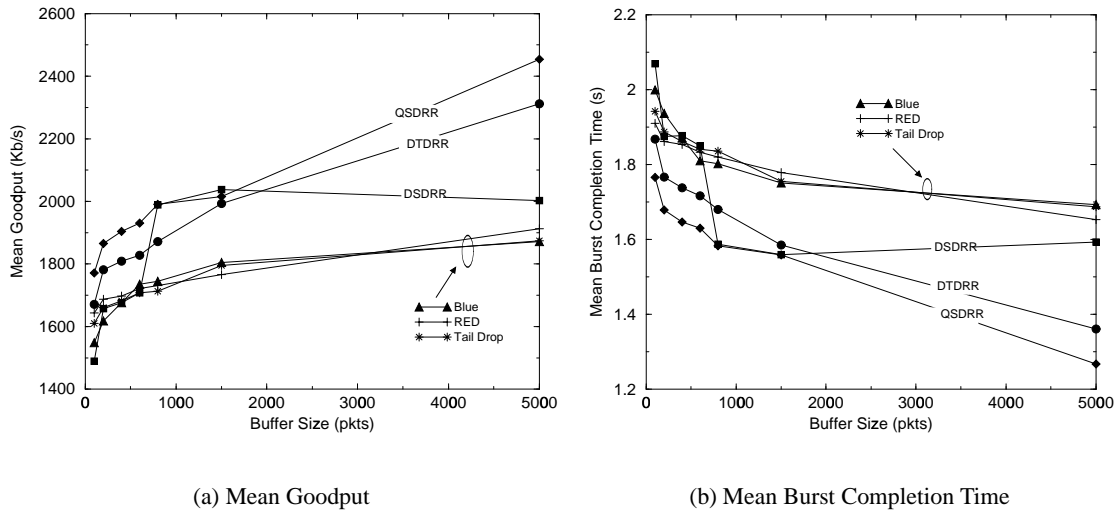 2600
2400
2200
2000
1800
1600
1400
0
1000
2000
3000
4000
5000
Mean Goodput (Kb/s)
Buffer Size (pkts)
QSDRR
DTDRR
DSDRR
Blue
RED
Tail Drop
2.2
2
1.8
1.6
1.4
1.2
0
1000
2000
3000
4000
5000
Mean Burst Completion Time (s)
Buffer Size (pkts)
Blue
RED
Tail Drop
DSDRR
DTDRR
QSDRR
(a) Mean Goodput
(b) Mean Burst Completion Time